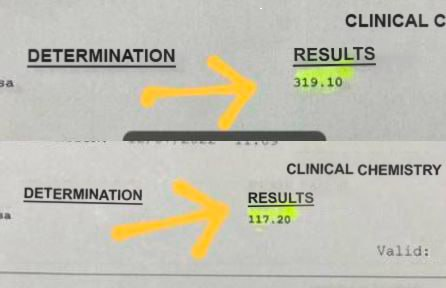 CLINICAL C
DETERMINATION RESULTS
sa 319.10
CLINICAL CHEMISTRY
DETERMINATION RESULTS
sa 117.20
Valid: